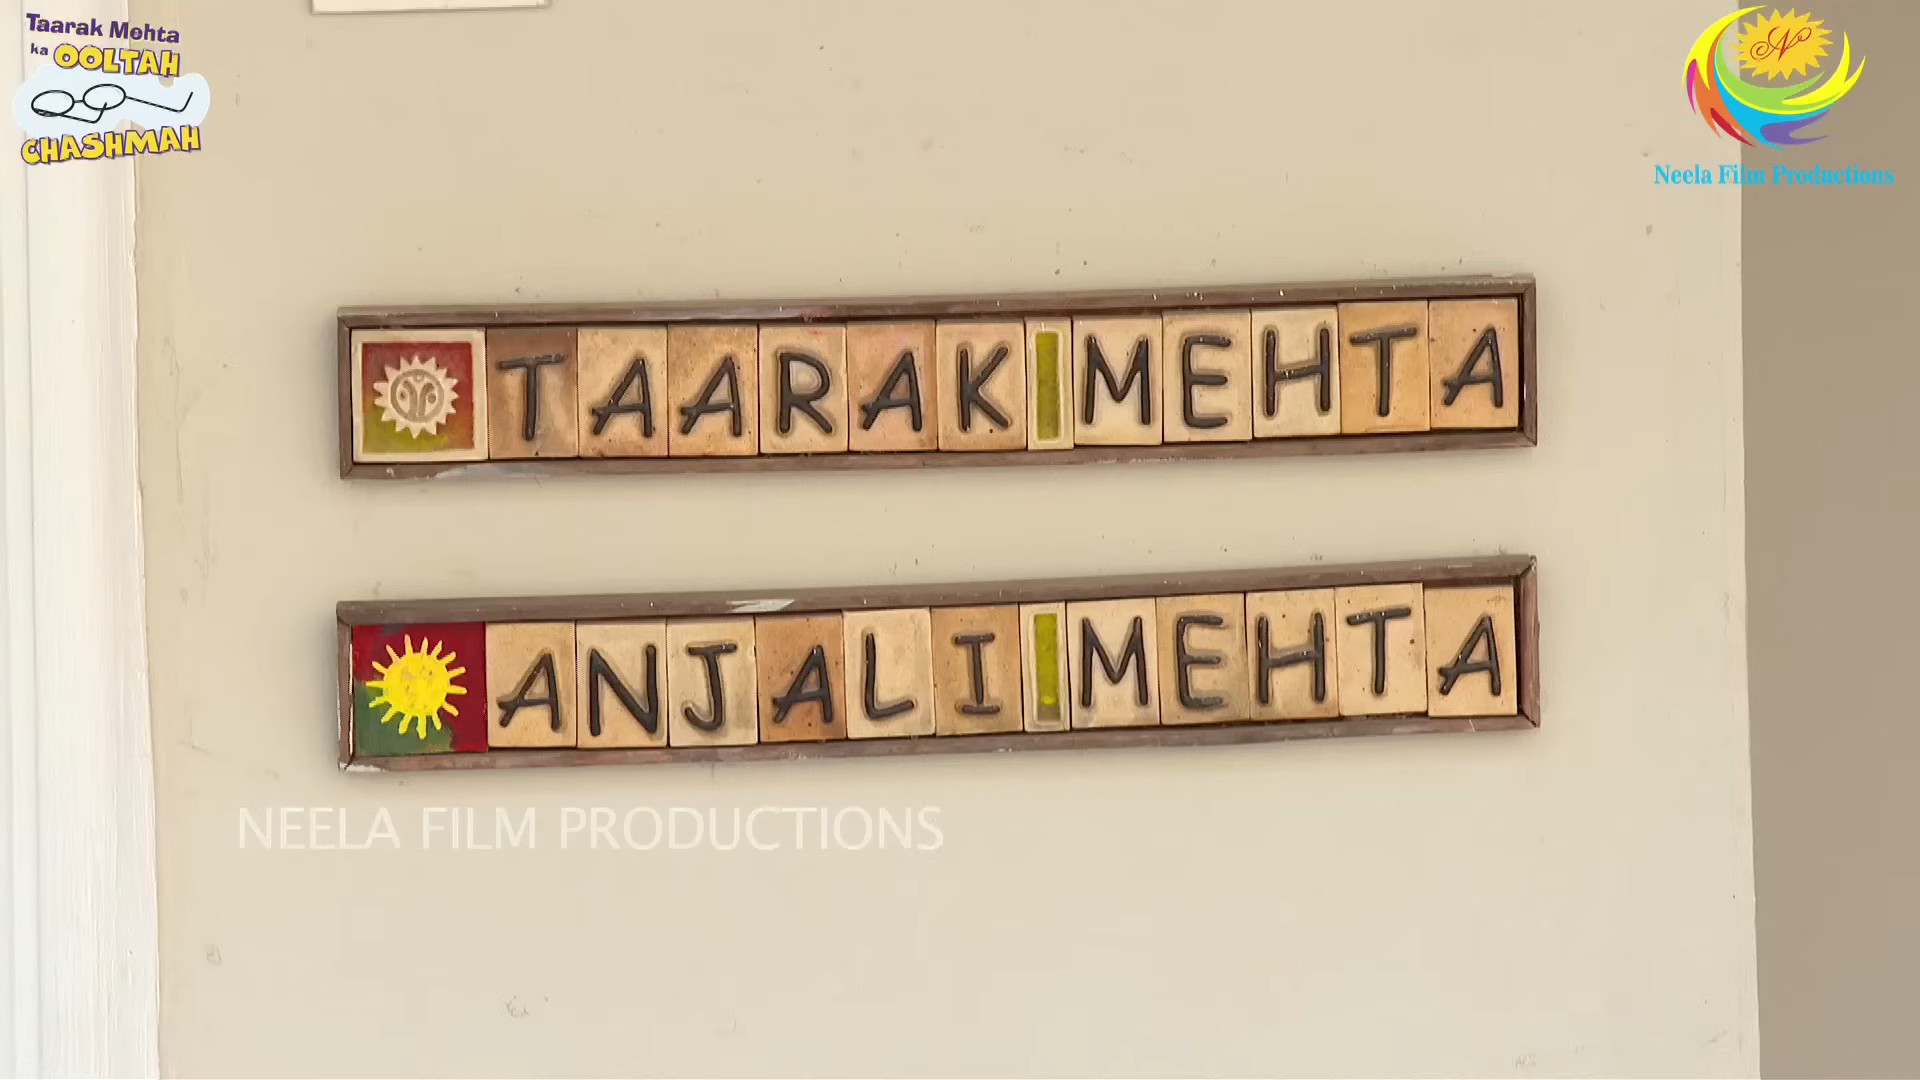 Taarak Mehta
ka OOLTAH
CHASHMAH
Neela Film Productions
TAARAK MEHTA
ANJALI MEHTA
NEELA FILM PRODUCTIONS